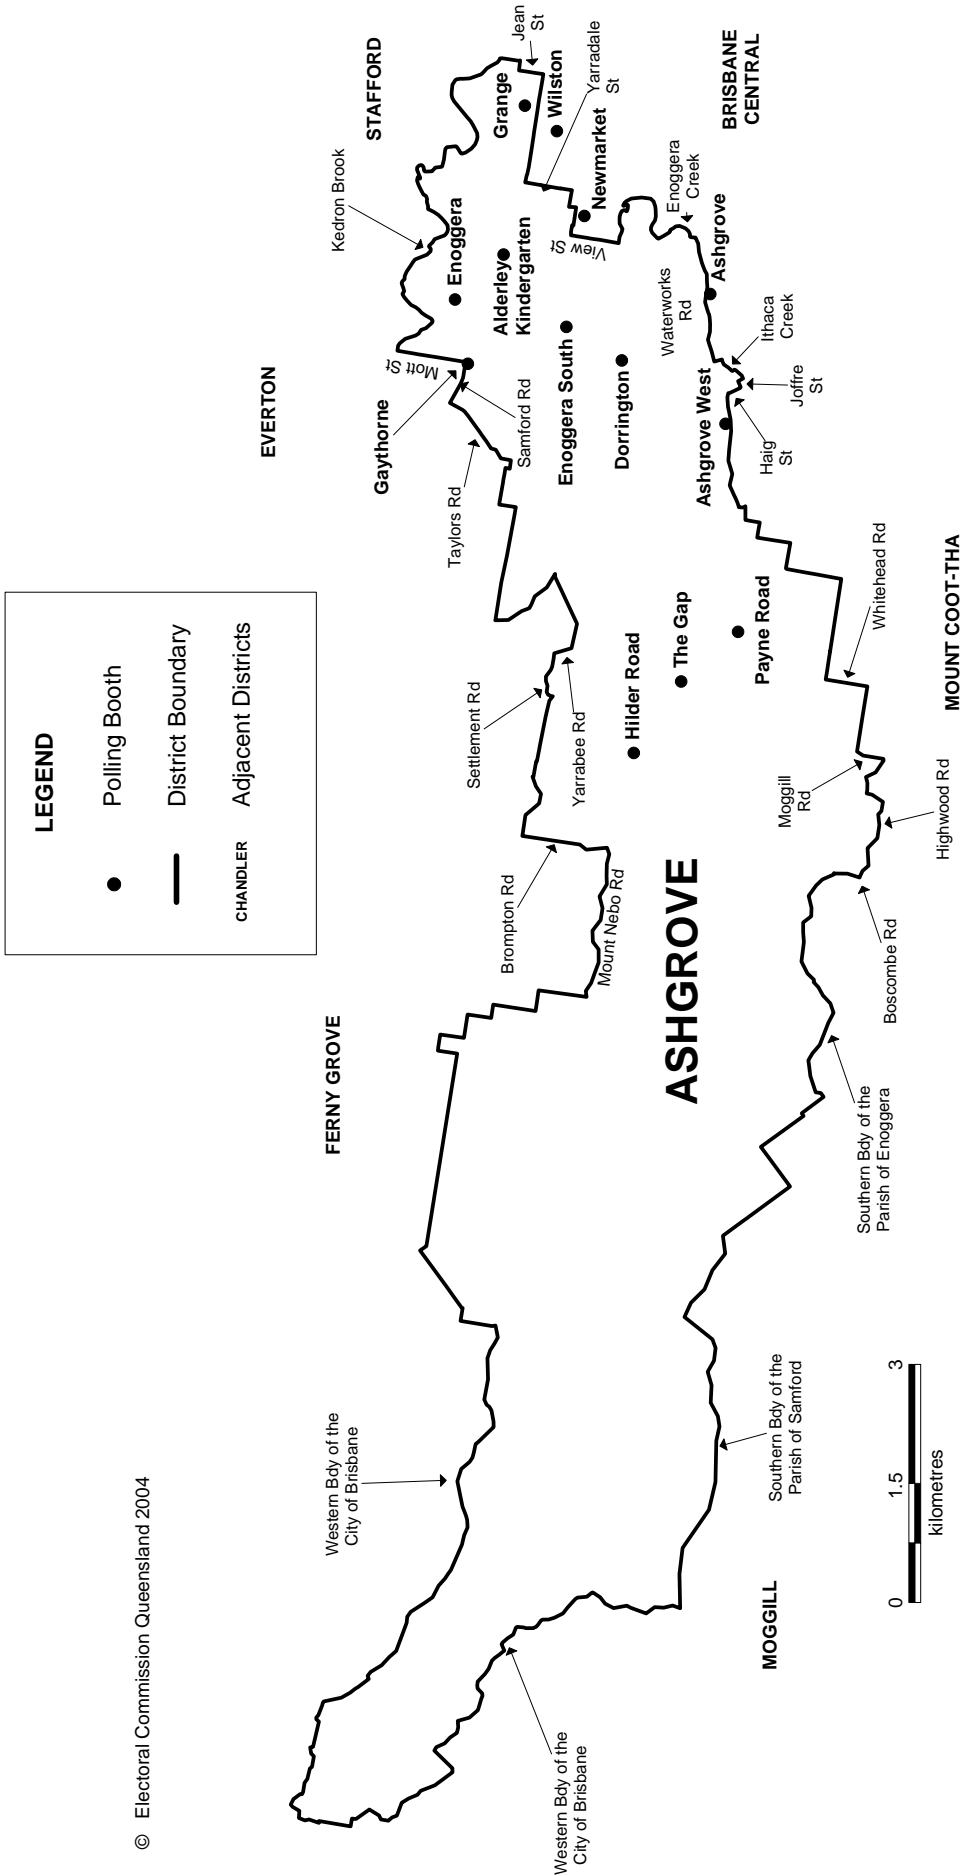 © Electoral Commission Queensland 2004
LEGEND
Polling Booth
District Boundary
CHANDLER
Adjacent Districts
FERNY GROVE
EVERTON
STAFFORD
BRISBANE
CENTRAL
MOUNT COOT-THA
MOGGILL
ASHGROVE
Western Bdy of the
City of Brisbane
Western Bdy of the
City of Brisbane
Southern Bdy of the
Parish of Samford
Southern Bdy of the
Parish of Enoggera
Brompton Rd
Mount Nebo Rd
Settlement Rd
Yarrabee Rd
Taylors Rd
Samford Rd
Mott St
Kedron Brook
Jean
St
Yarradale
St
View St
Enoggera
Creek
Waterworks
Rd
Ithaca
Creek
Joffre
St
Haig
St
Whitehead Rd
Moggill
Rd
Highwood Rd
Boscombe Rd
Gaythorne
Enoggera
Alderley
Kindergarten
Enoggera South
Dorrington
Grange
Wilston
Newmarket
Ashgrove
Ashgrove West
Hilder Road
The Gap
Payne Road
0
1.5
3
kilometres